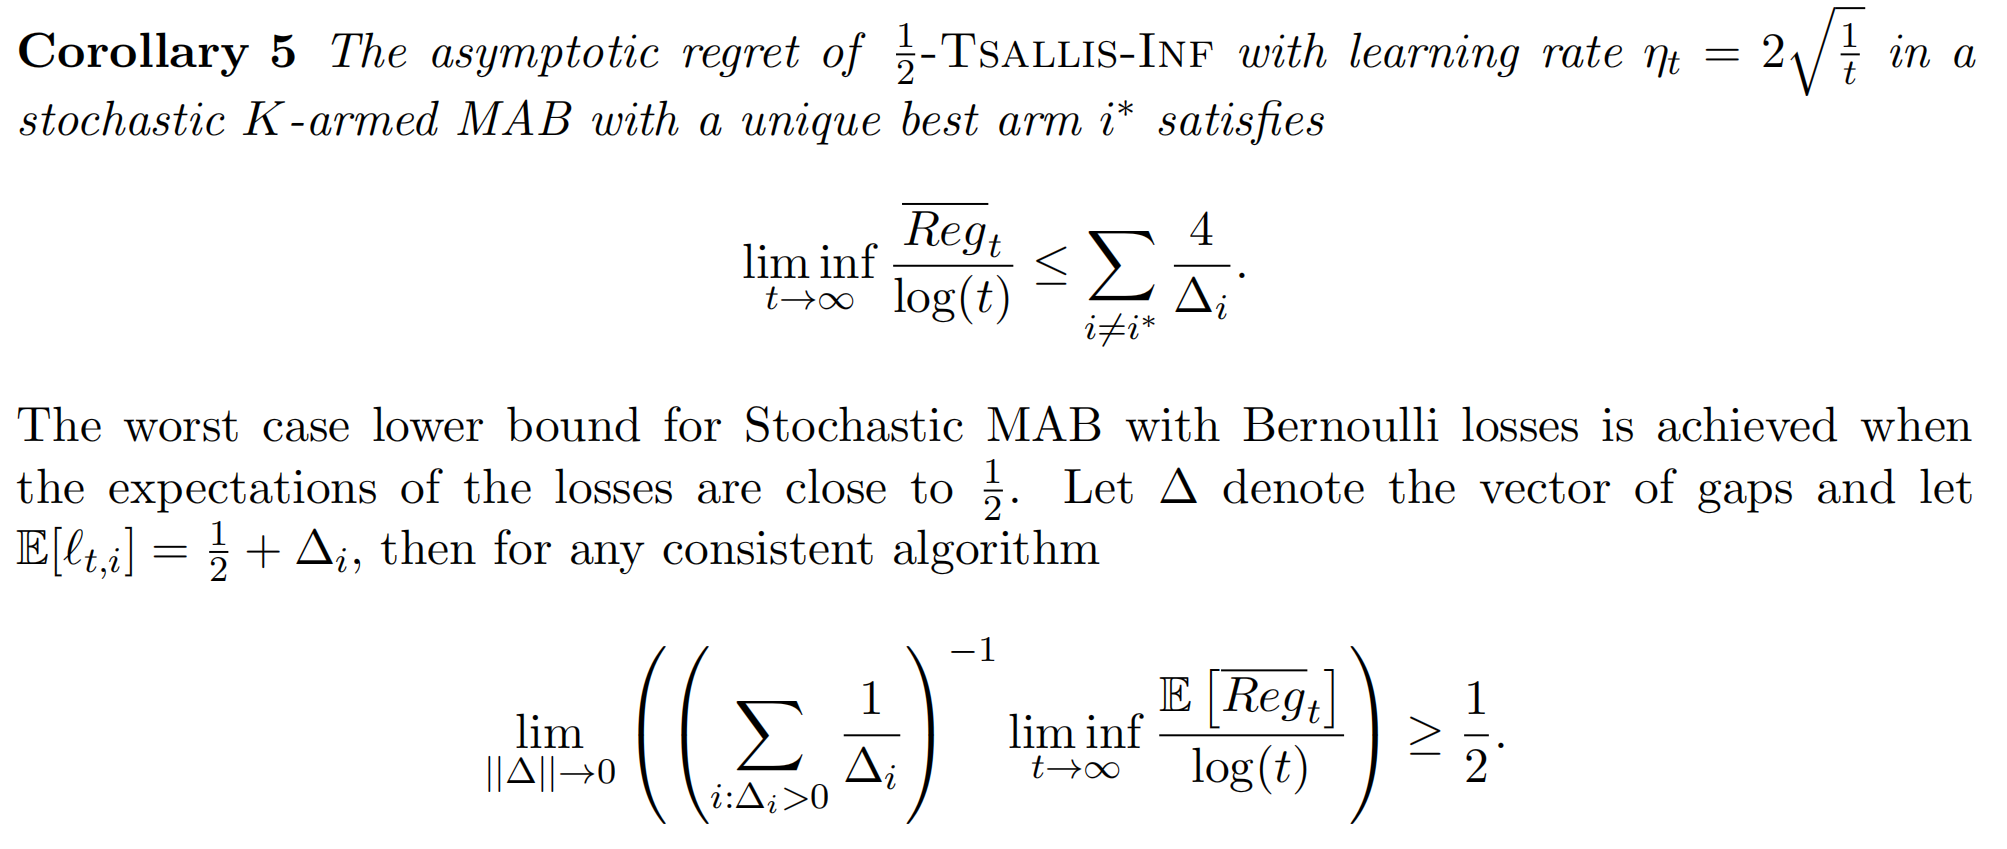 Corollary 5 The asymptotic regret of $\frac{1}{2}$-Tsallis-Inf with learning rate $\eta_t = 2\sqrt{\frac{1}{t}}$ in a
stochastic K-armed MAB with a unique best arm $i^*$ satisfies
$$\liminf_{t\to\infty} \frac{\overline{Reg}_t}{\log(t)} \leq \sum_{i\neq i^*} \frac{4}{\Delta_i}.$$
The worst case lower bound for Stochastic MAB with Bernoulli losses is achieved when
the expectations of the losses are close to $\frac{1}{2}$. Let $\Delta$ denote the vector of gaps and let
$\mathbb{E}[\ell_{t,i}] = \frac{1}{2} + \Delta_i$, then for any consistent algorithm
$$\lim_{||\Delta||\to 0} \left( \left( \sum_{i:\Delta_i>0} \frac{1}{\Delta_i} \right)^{-1} \liminf_{t\to\infty} \frac{\mathbb{E}\left[\overline{Reg}_t\right]}{\log(t)} \right) \geq \frac{1}{2}.$$